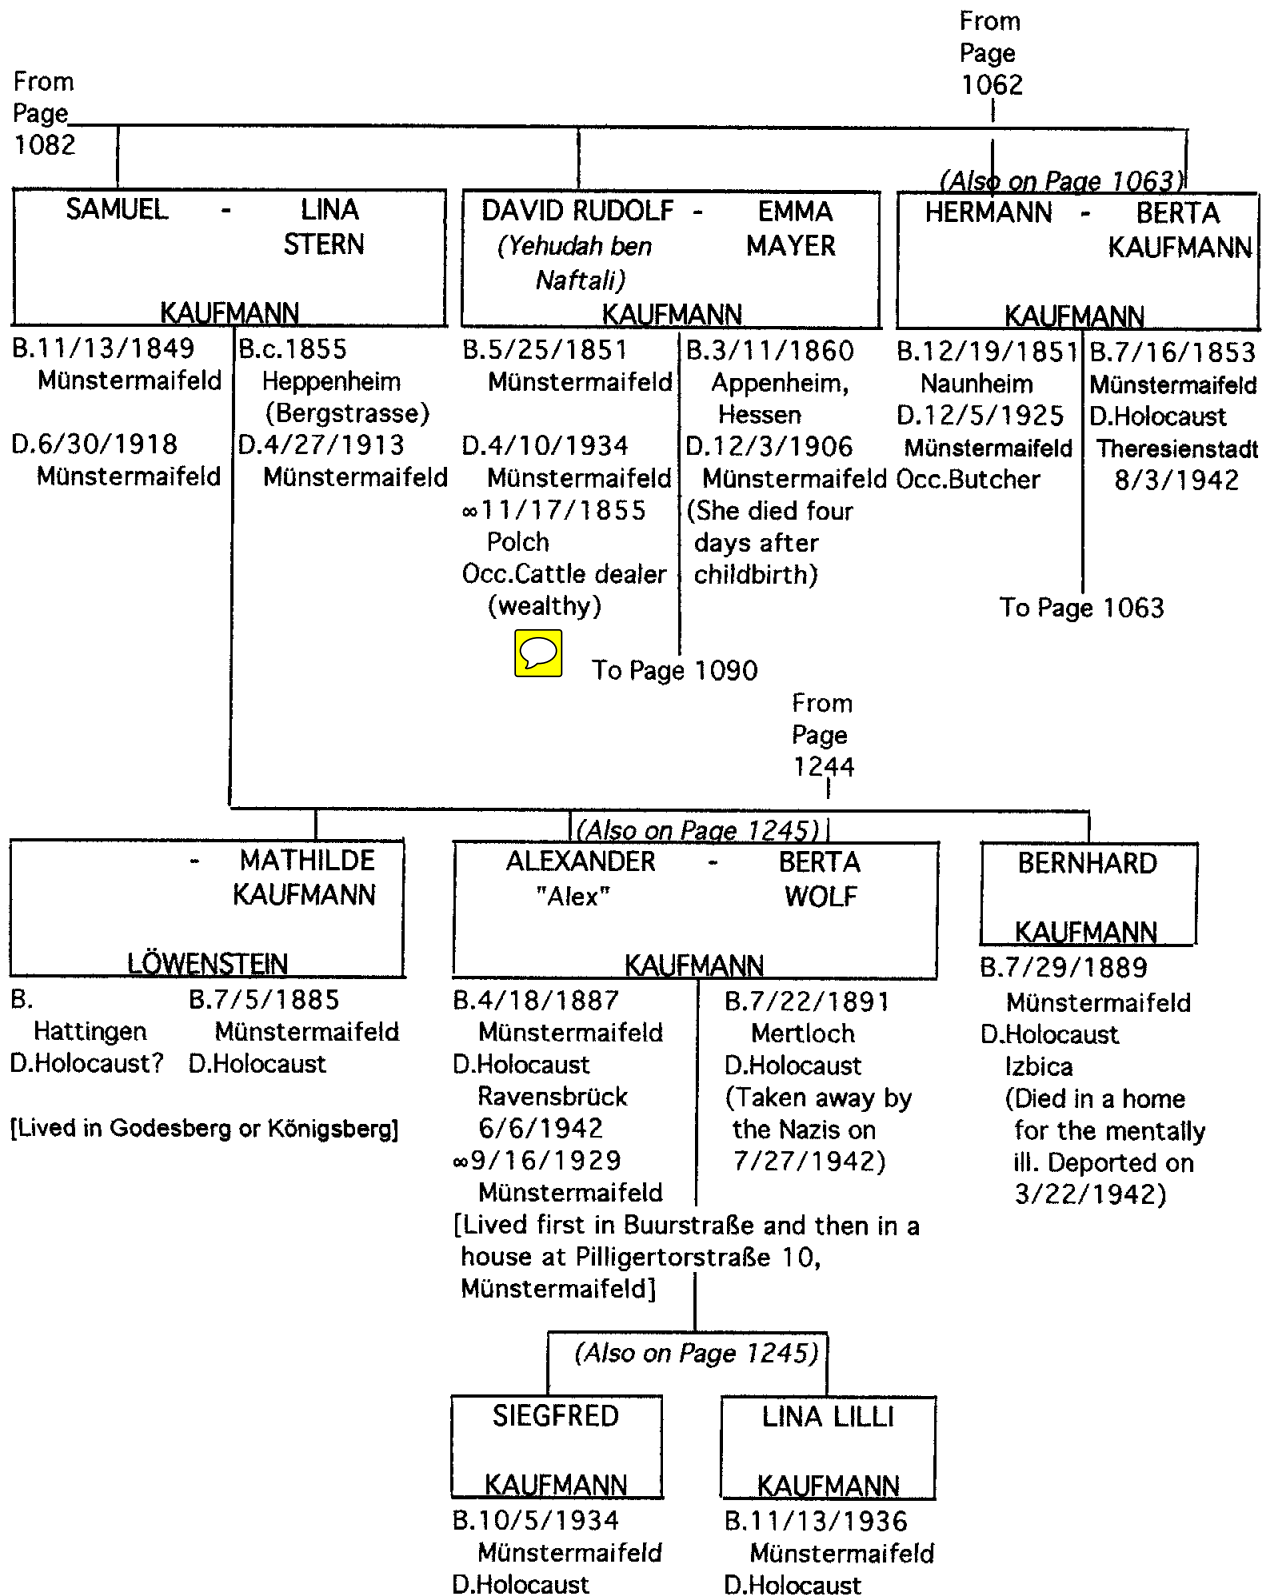 From
Page
1062
From
Page
1082
SAMUEL - LINA
STERN
KAUFMANN
B.11/13/1849
Münstermaifeld
D.6/30/1918
Münstermaifeld
B.c.1855
Heppenheim
(Bergstrasse)
D.4/27/1913
Münstermaifeld
DAVID RUDOLF - EMMA
(Yehudah ben MAYER
Naftali)
KAUFMANN
B.5/25/1851
Münstermaifeld
D.4/10/1934
Münstermaifeld
∞11/17/1855
Polch
Occ.Cattle dealer
(wealthy)
B.3/11/1860
Appenheim,
Hessen
D.12/3/1906
Münstermaifeld
(She died four
days after
childbirth)
To Page 1090
(Also on Page 1063)
HERMANN - BERTA
KAUFMANN
KAUFMANN
B.12/19/1851
Naunheim
D.12/5/1925
Münstermaifeld
Occ.Butcher
B.7/16/1853
Münstermaifeld
D.Holocaust
Theresienstadt
8/3/1942
To Page 1063
From
Page
1244
- MATHILDE
KAUFMANN
LÖWENSTEIN
B.
Hattingen
D.Holocaust?
B.7/5/1885
Münstermaifeld
D.Holocaust
[Lived in Godesberg or Königsberg]
(Also on Page 1245)
ALEXANDER - BERTA
"Alex" WOLF
KAUFMANN
B.4/18/1887
Münstermaifeld
D.Holocaust
Ravensbrück
6/6/1942
∞9/16/1929
Münstermaifeld
B.7/22/1891
Mertloch
D.Holocaust
(Taken away by
the Nazis on
7/27/1942)
[Lived first in Buurstraße and then in a
house at Pilligertorstraße 10,
Münstermaifeld]
BERNHARD
KAUFMANN
B.7/29/1889
Münstermaifeld
D.Holocaust
Izbica
(Died in a home
for the mentally
ill. Deported on
3/22/1942)
(Also on Page 1245)
SIEGFRED
KAUFMANN
B.10/5/1934
Münstermaifeld
D.Holocaust
LINA LILLI
KAUFMANN
B.11/13/1936
Münstermaifeld
D.Holocaust